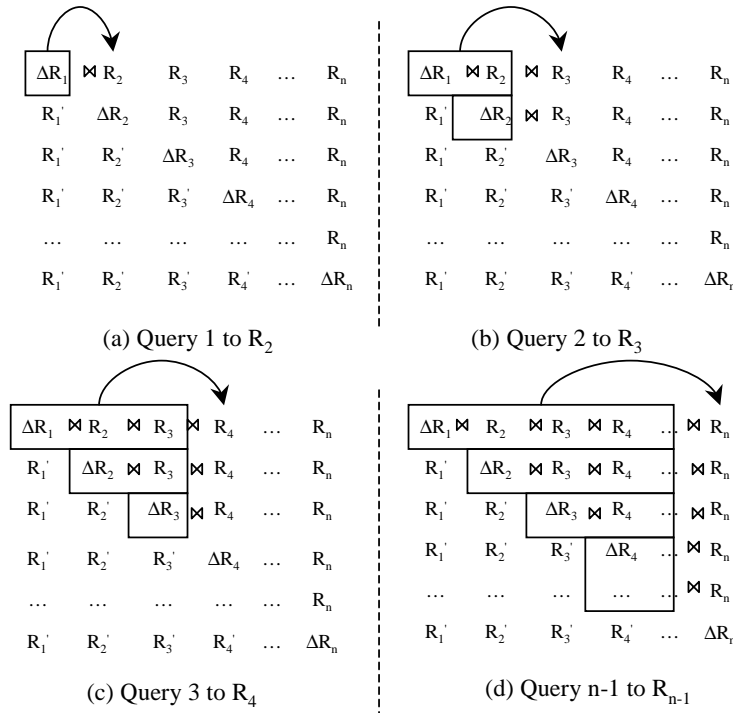 ΔR₁ ⋈ R₂ R₃ R₄ … Rₙ
R₁' ΔR₂ R₃ R₄ … Rₙ
R₁' R₂' ΔR₃ R₄ … Rₙ
R₁' R₂' R₃' ΔR₄ … Rₙ
… … … … … Rₙ
R₁' R₂' R₃' R₄' … ΔRₙ
(a) Query 1 to R₂
ΔR₁ ⋈ R₂ ⋈ R₃ R₄ … Rₙ
R₁' ΔR₂ ⋈ R₃ R₄ … Rₙ
R₁' R₂' ΔR₃ R₄ … Rₙ
R₁' R₂' R₃' ΔR₄ … Rₙ
… … … … … Rₙ
R₁' R₂' R₃' R₄' … ΔRₙ
(b) Query 2 to R₃
ΔR₁ ⋈ R₂ ⋈ R₃ ⋈ R₄ … Rₙ
R₁' ΔR₂ ⋈ R₃ ⋈ R₄ … Rₙ
R₁' R₂' ΔR₃ ⋈ R₄ … Rₙ
R₁' R₂' R₃' ΔR₄ … Rₙ
… … … … … Rₙ
R₁' R₂' R₃' R₄' … ΔRₙ
(c) Query 3 to R₄
ΔR₁ ⋈ R₂ ⋈ R₃ ⋈ R₄ … ⋈ Rₙ
R₁' ΔR₂ ⋈ R₃ ⋈ R₄ … ⋈ Rₙ
R₁' R₂' ΔR₃ ⋈ R₄ … ⋈ Rₙ
R₁' R₂' R₃' ΔR₄ … ⋈ Rₙ
… … … … … ⋈ Rₙ
R₁' R₂' R₃' R₄' … ΔRₙ
(d) Query n-1 to Rₙ₋₁